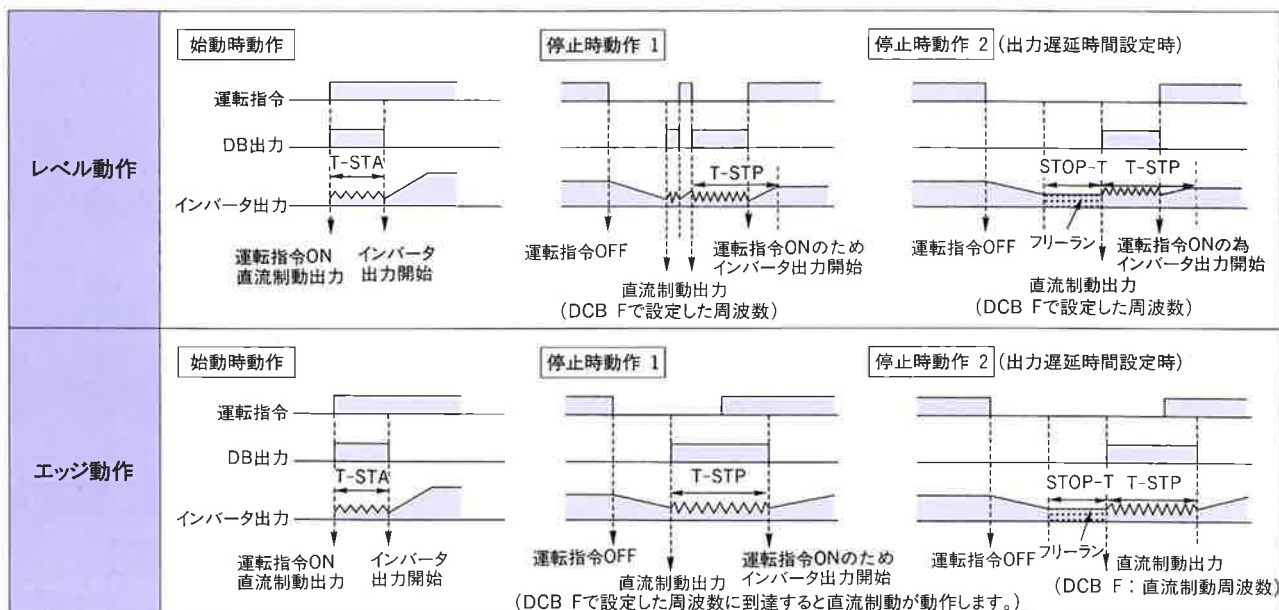 レベル動作
始動時動作
運転指令
DB出力
T-STA
インバータ出力
運転指令ON
直流制動出力
インバータ
出力開始
停止時動作 1
T-STP
運転指令OFF
運転指令ONのため
インバータ出力開始
直流制動出力
(DCB Fで設定した周波数)
停止時動作 2 (出力遅延時間設定時)
STOP-T T-STP
運転指令OFF
フリーラン
運転指令ONの為
インバータ出力開始
直流制動出力
(DCB Fで設定した周波数)
エッジ動作
始動時動作
運転指令
DB出力
T-STA
インバータ出力
運転指令ON
直流制動出力
インバータ
出力開始
停止時動作 1
T-STP
運転指令OFF
運転指令ONのため
インバータ出力開始
直流制動出力
(DCB Fで設定した周波数に到達すると直流制動が動作します。)
停止時動作 2 (出力遅延時間設定時)
STOP-T T-STP
運転指令OFF
フリーラン
直流制動出力
(DCB F：直流制動周波数)